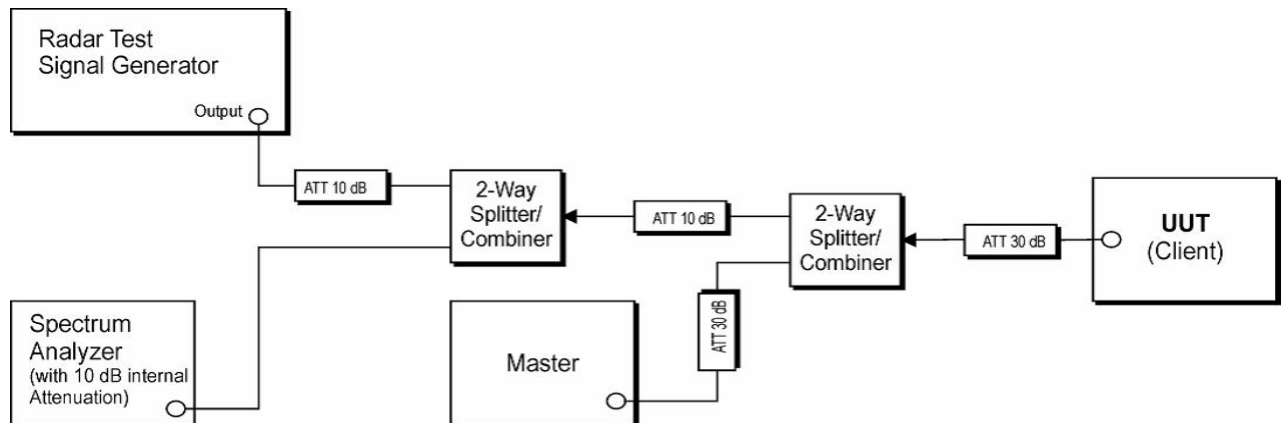 Radar Test
Signal Generator
Output
ATT 10 dB
2-Way
Splitter/
Combiner
ATT 10 dB
2-Way
Splitter/
Combiner
ATT 30 dB
UUT
(Client)
Spectrum
Analyzer
(with 10 dB internal
Attenuation)
Master
ATT 30 dB